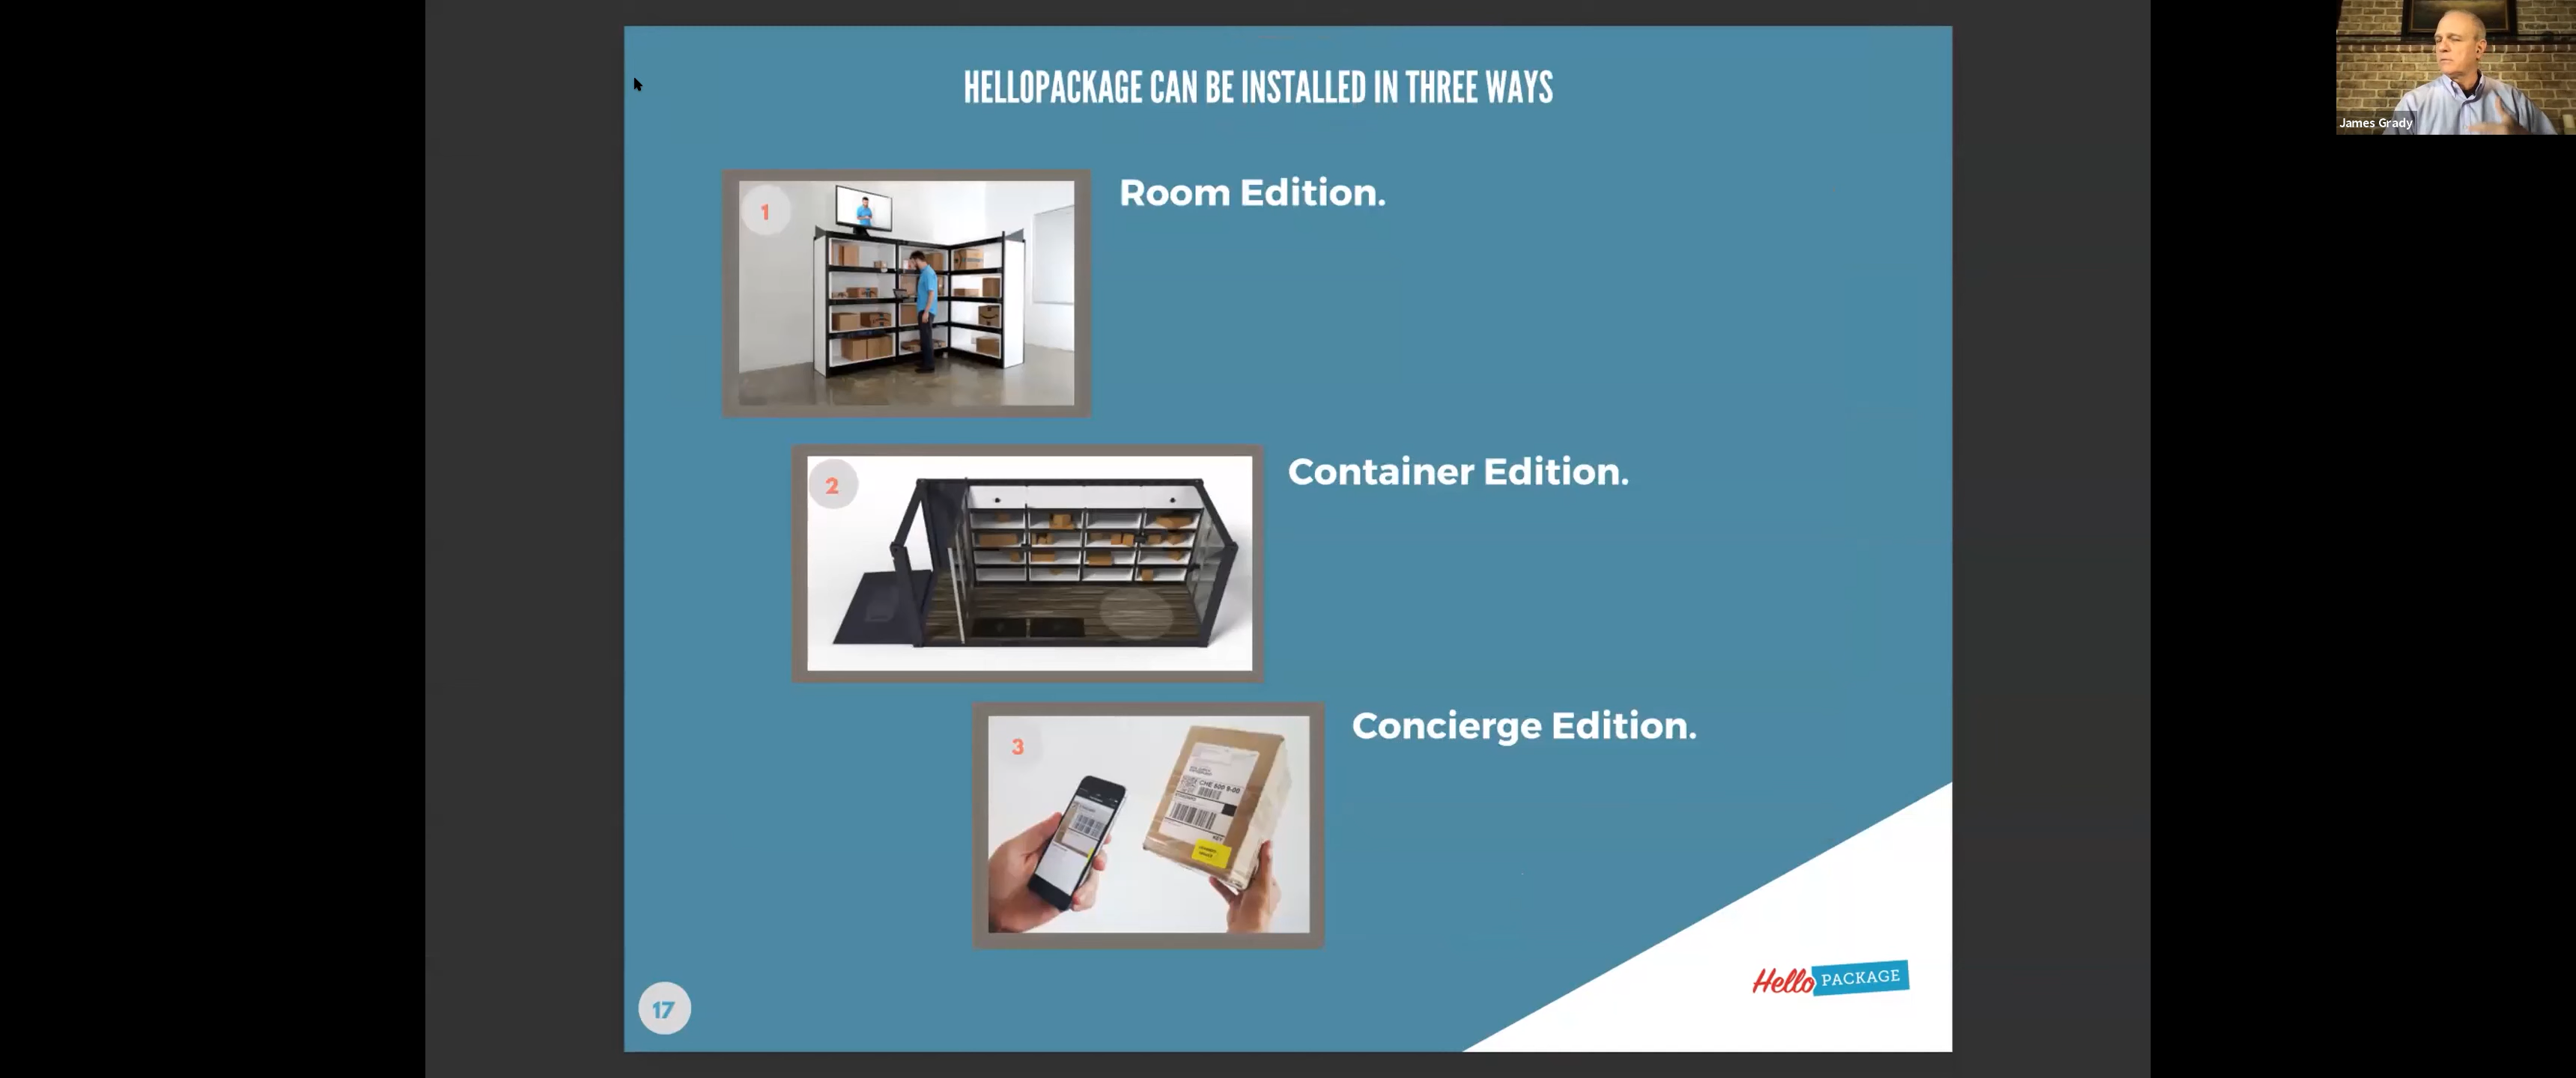 HELLOPACKAGE CAN BE INSTALLED IN THREE WAYS
James Grady
1
Room Edition.
2
Container Edition.
3
Concierge Edition.
Hello PACKAGE
17